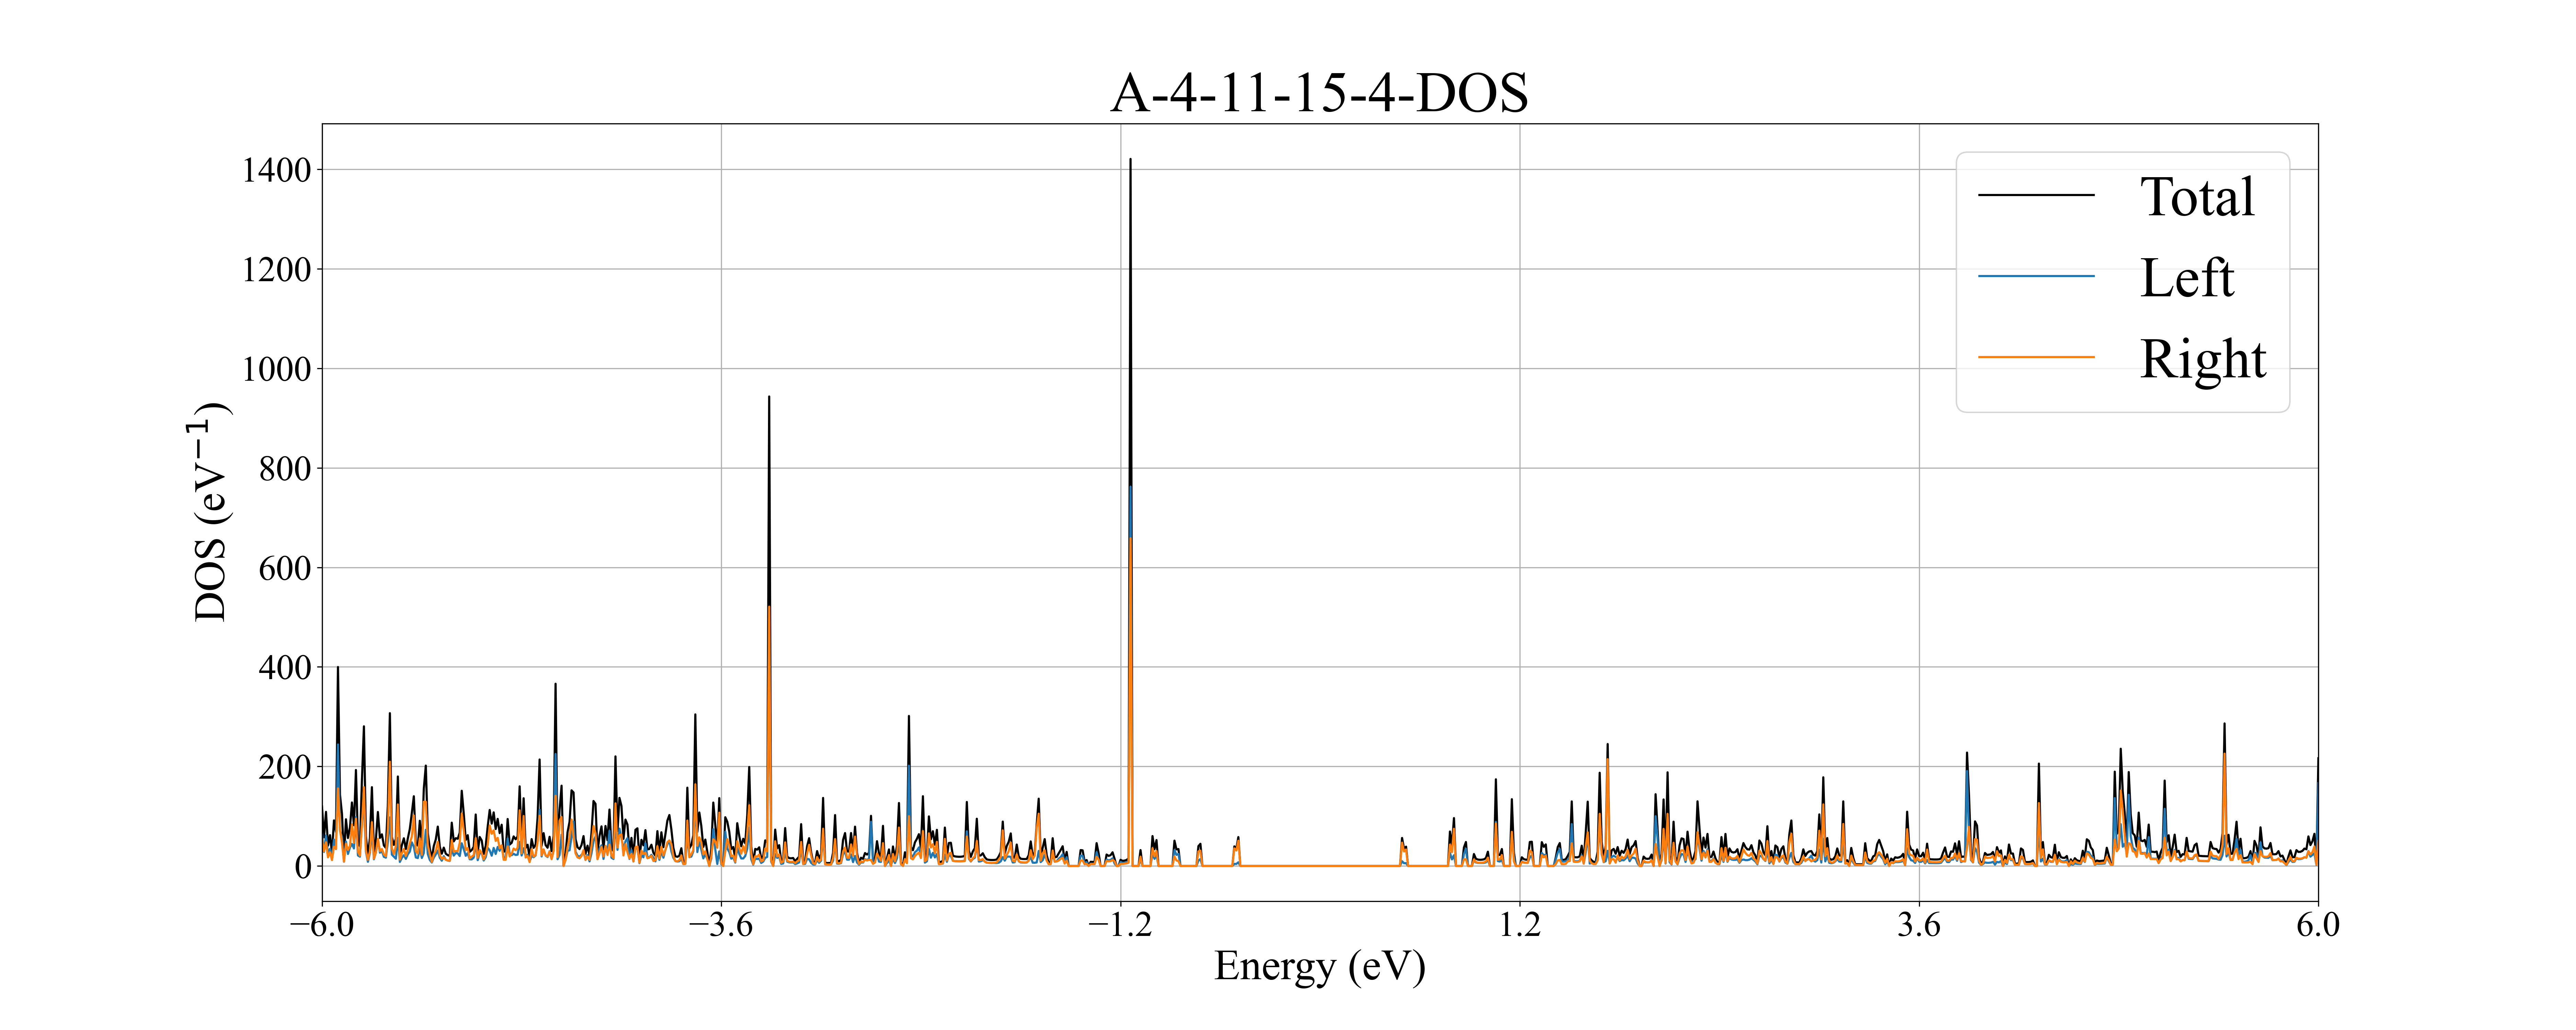 A-4-11-15-4-DOS
1400
1200
1000
800
600
400
200
0
DOS (eV⁻¹)
Total
Left
Right
−6.0 −3.6 −1.2 1.2 3.6 6.0
Energy (eV)